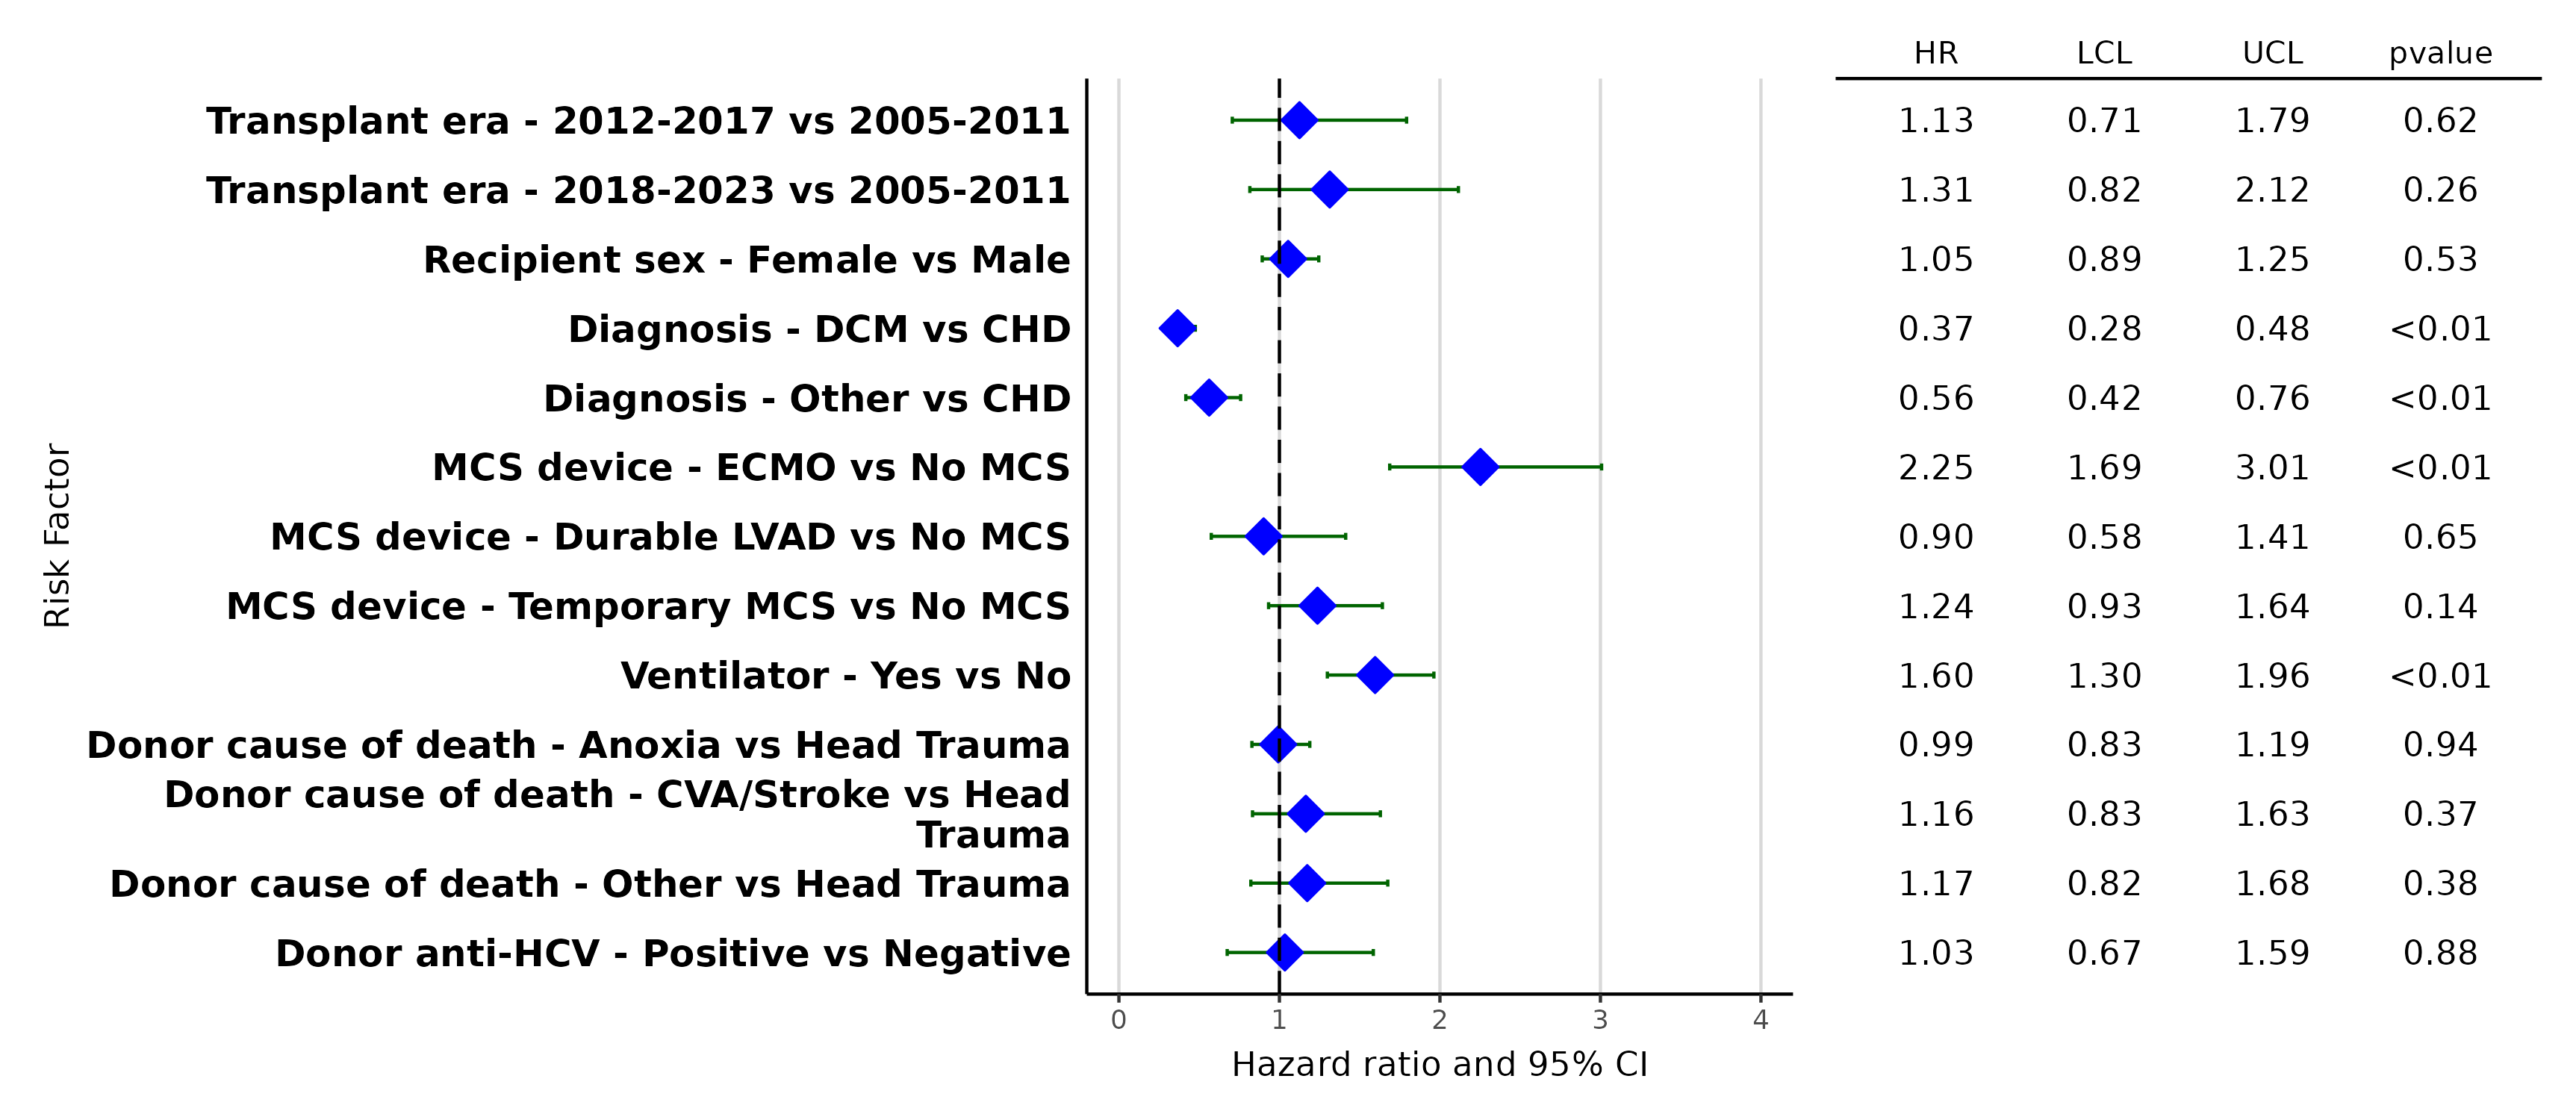 HR LCL UCL pvalue
Transplant era - 2012-2017 vs 2005-2011 1.13 0.71 1.79 0.62
Transplant era - 2018-2023 vs 2005-2011 1.31 0.82 2.12 0.26
Recipient sex - Female vs Male 1.05 0.89 1.25 0.53
Diagnosis - DCM vs CHD 0.37 0.28 0.48 <0.01
Diagnosis - Other vs CHD 0.56 0.42 0.76 <0.01
MCS device - ECMO vs No MCS 2.25 1.69 3.01 <0.01
MCS device - Durable LVAD vs No MCS 0.90 0.58 1.41 0.65
MCS device - Temporary MCS vs No MCS 1.24 0.93 1.64 0.14
Ventilator - Yes vs No 1.60 1.30 1.96 <0.01
Donor cause of death - Anoxia vs Head Trauma 0.99 0.83 1.19 0.94
Donor cause of death - CVA/Stroke vs Head
Trauma 1.16 0.83 1.63 0.37
Donor cause of death - Other vs Head Trauma 1.17 0.82 1.68 0.38
Donor anti-HCV - Positive vs Negative 1.03 0.67 1.59 0.88
Risk Factor
0 1 2 3 4
Hazard ratio and 95% CI